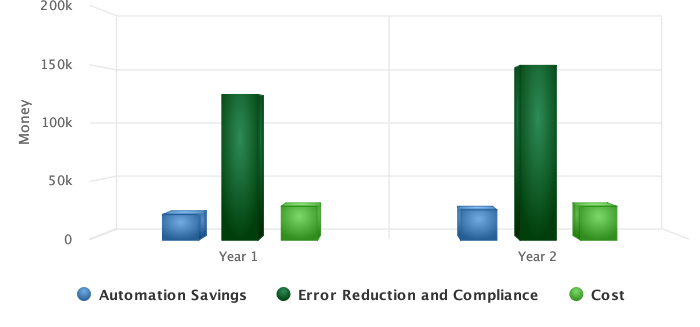 200k
150k
100k
50k
0
Money
Year 1
Year 2
Automation Savings
Error Reduction and Compliance
Cost